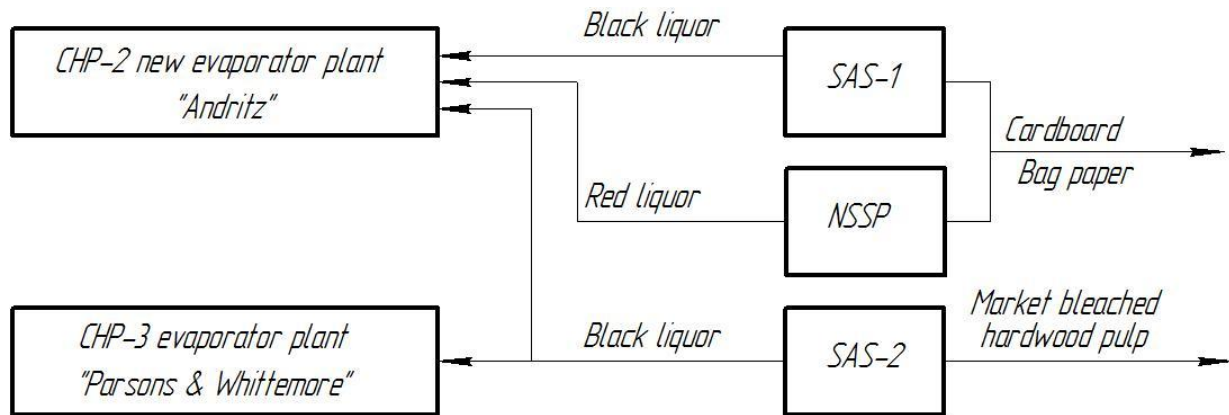 CHP-2 new evaporator plant
"Andritz"
Black liquor
SAS-1
Cardboard
Bag paper
Red liquor
NSSP
CHP-3 evaporator plant
"Parsons & Whittemore"
Black liquor
SAS-2
Market bleached
hardwood pulp